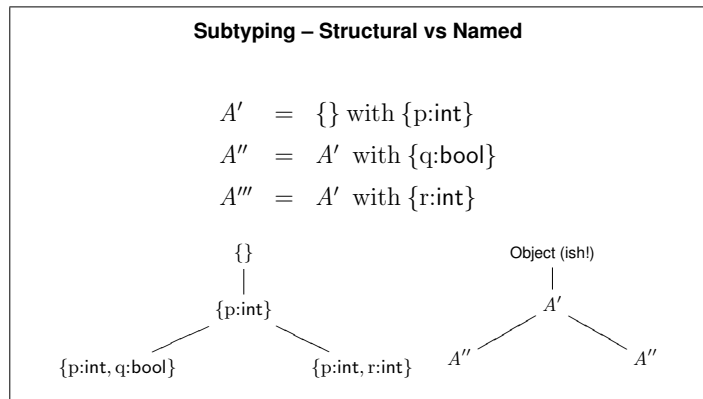 Subtyping – Structural vs Named
A′ = {} with {p:int}
A′′ = A′ with {q:bool}
A′′′ = A′ with {r:int}
{} Object (ish!)
{p:int} A′
{p:int, q:bool} {p:int, r:int} A′′ A′′